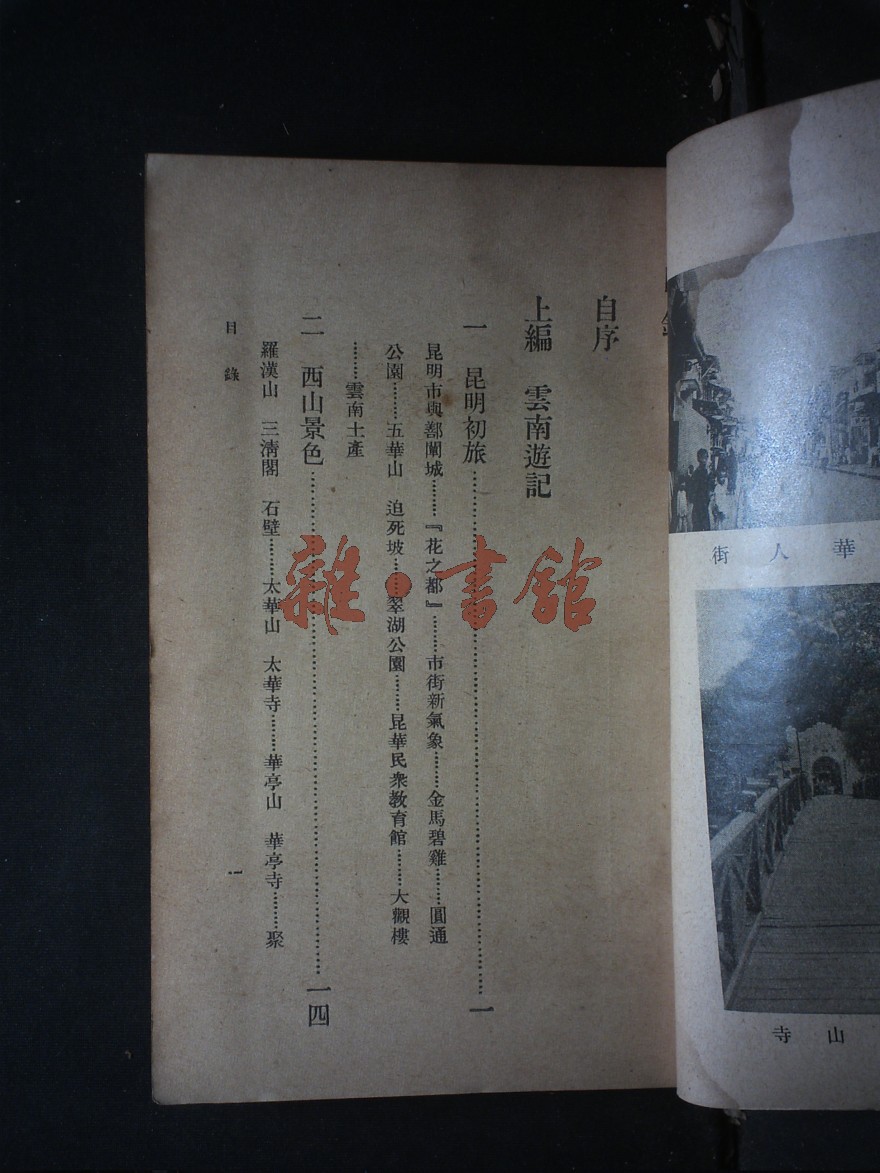 自序
上編　雲南遊記
一　昆明初旅………一
昆明市與鄯闡城………『花之都』………市街新氣象………金馬碧雞………圓通
公園………五華山　迫死坡………翠湖公園………昆華民衆教育館………大觀樓
………雲南土產
二　西山景色………一四
羅漢山　三淸閣　石壁………太華山　太華寺………華亭山　華亭寺………聚
目錄
一
街人華
寺山
雜·書館